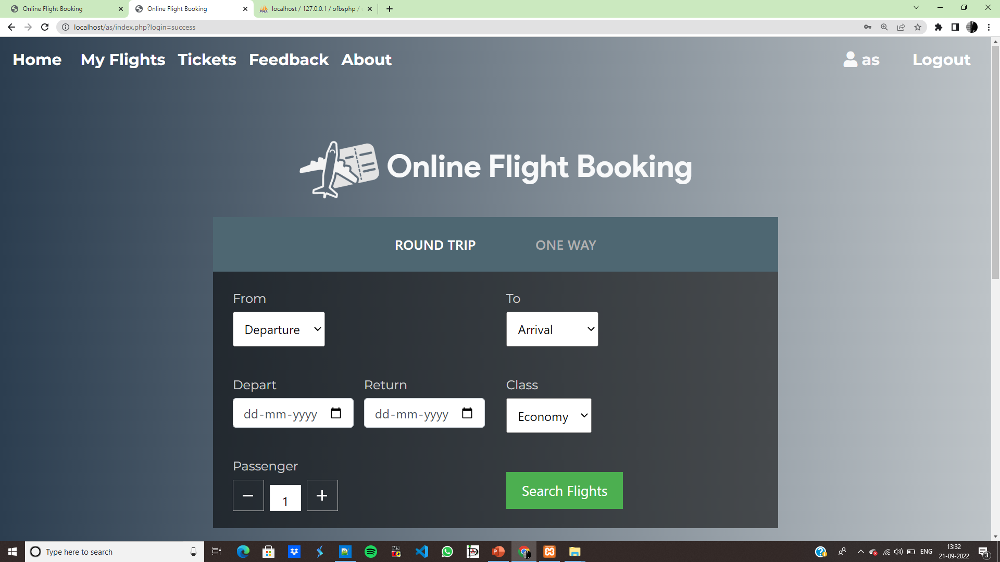 Online Flight Booking
Online Flight Booking
localhost / 127.0.0.1 / ofbsphp /
localhost/as/index.php?login=success
Home My Flights Tickets Feedback About as Logout
Online Flight Booking
ROUND TRIP ONE WAY
From To
Departure Arrival
Depart Return Class
dd-mm-yyyy dd-mm-yyyy Economy
Passenger
1
Search Flights
Type here to search
ENG
13:32
21-09-2022
3